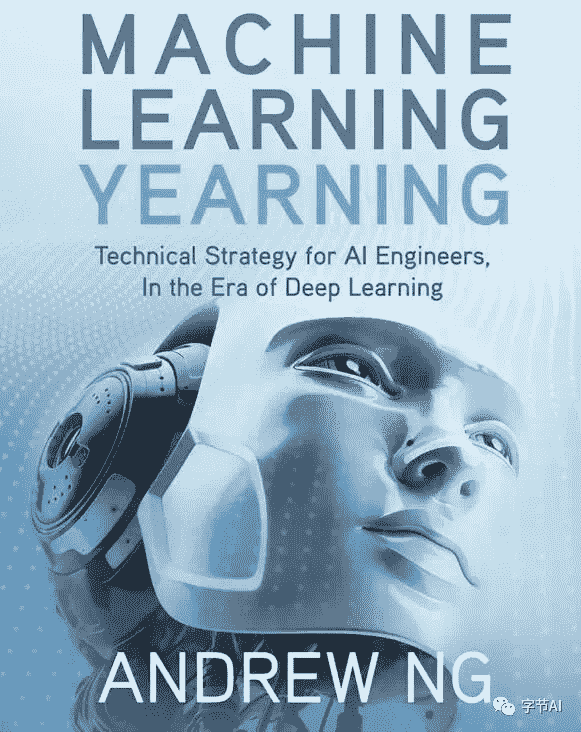 MACHINE
LEARNING
YEARNING
Technical Strategy for AI Engineers,
In the Era of Deep Learning
ANDREW NG
字节AI